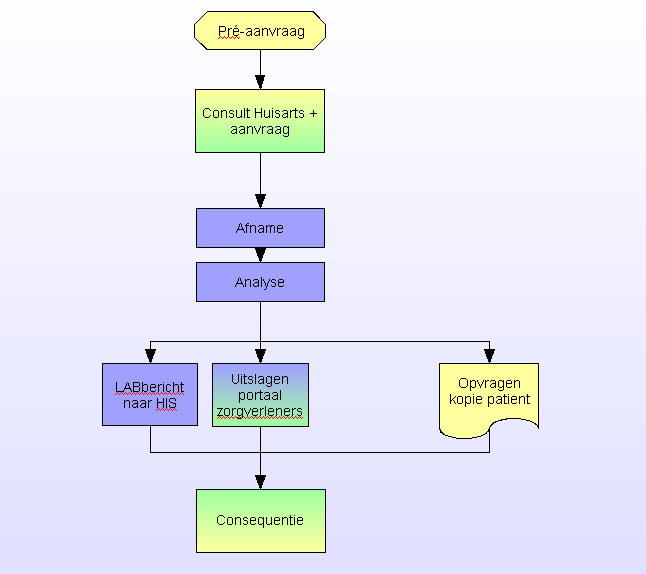 Pré-aanvraag
Consult Huisarts +
aanvraag
Afname
Analyse
LABbericht
naar HIS
Uitslagen
portaal
zorgverleners
Opvragen
kopie patient
Consequentie